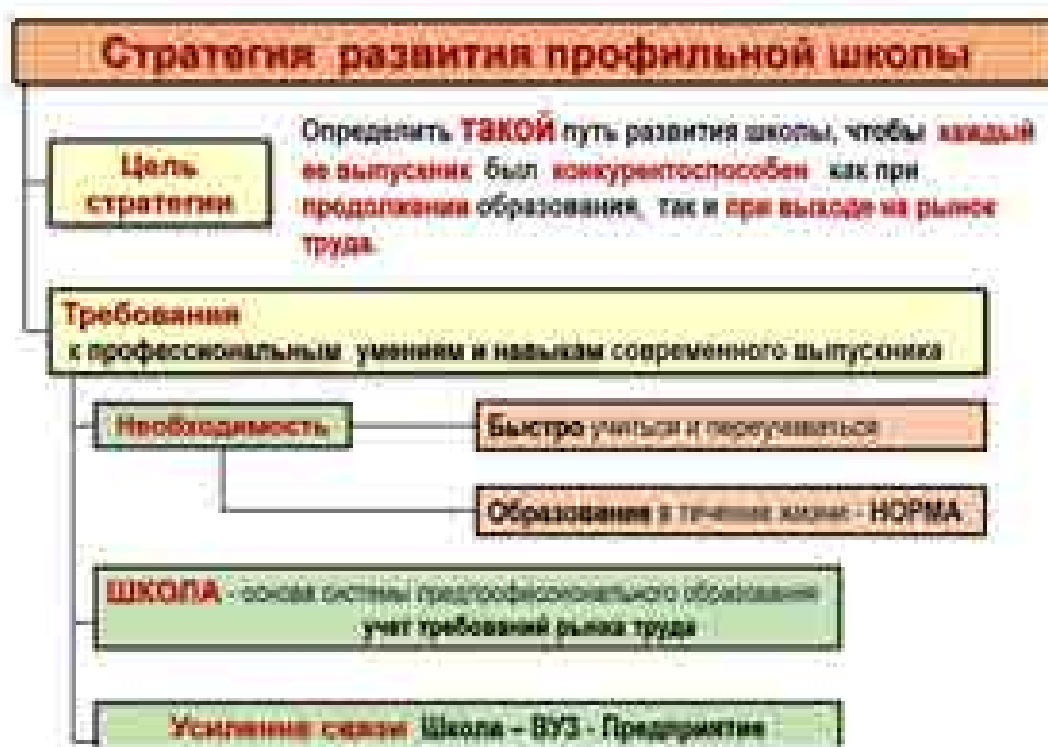 Стратегия развития профильной школы
Цель
стратегии
Определить ТАКОЙ путь развития школы, чтобы каждый
ее выпускник был конкурентоспособен как при
продолжении образования, так и при выходе на рынок
труда.
Требования
к профессиональным умениям и навыкам современного выпускника
Необходимость
Быстро учиться и переучиваться
Образование в течение жизни - НОРМА
ШКОЛА - основа системы предпрофессионального образования
учет требований рынка труда
Усиление связи Школа – ВУЗ - Предприятие